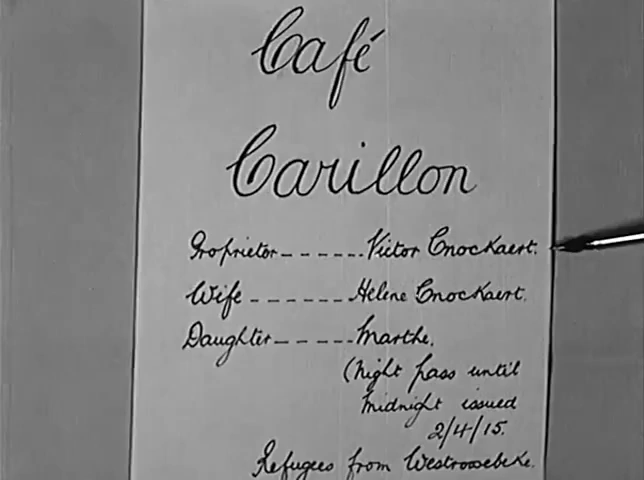 Café
Carillon
Proprietor------Victor Cnockaert.
Wife------Helene Cnockaert.
Daughter-----Marthe.
(Night pass until
midnight issued
2/4/15.
Refugees from Westroosebeke.